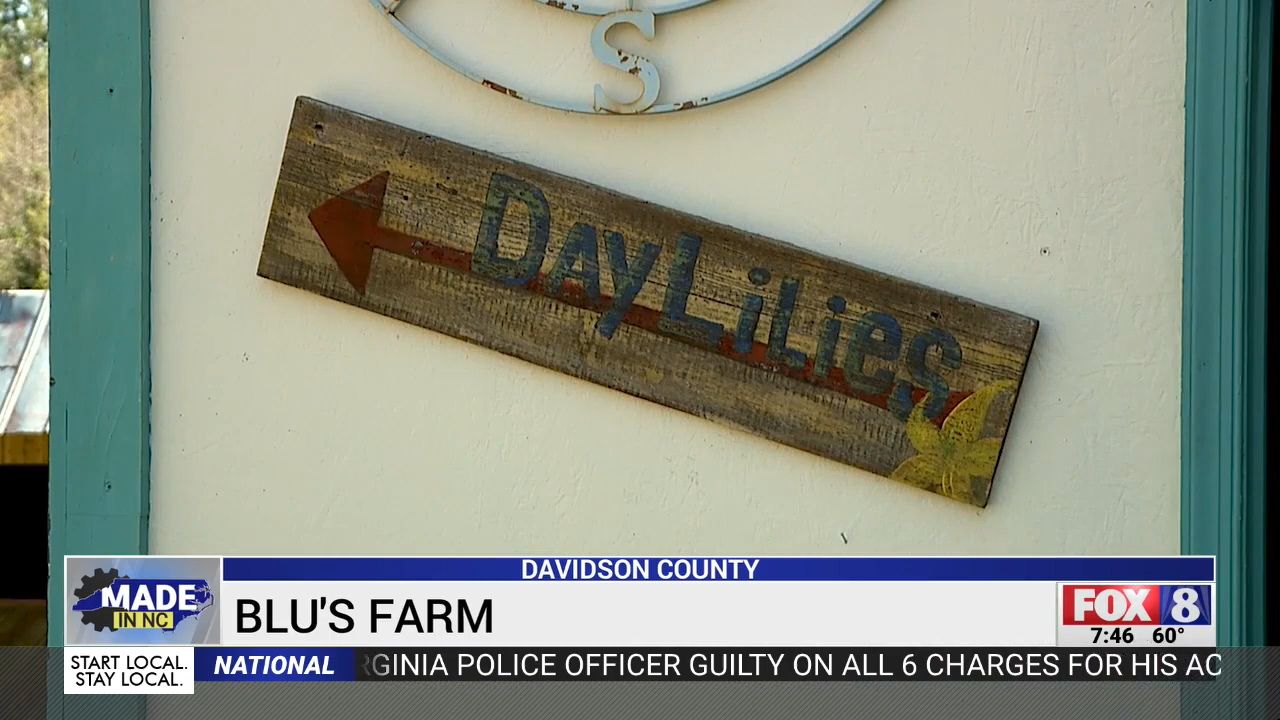 S
DAYLiLies
DAVIDSON COUNTY
MADE
IN NC
BLU'S FARM
FOX 8
7:46 60°
START LOCAL.
STAY LOCAL.
NATIONAL
RGINIA POLICE OFFICER GUILTY ON ALL 6 CHARGES FOR HIS AC